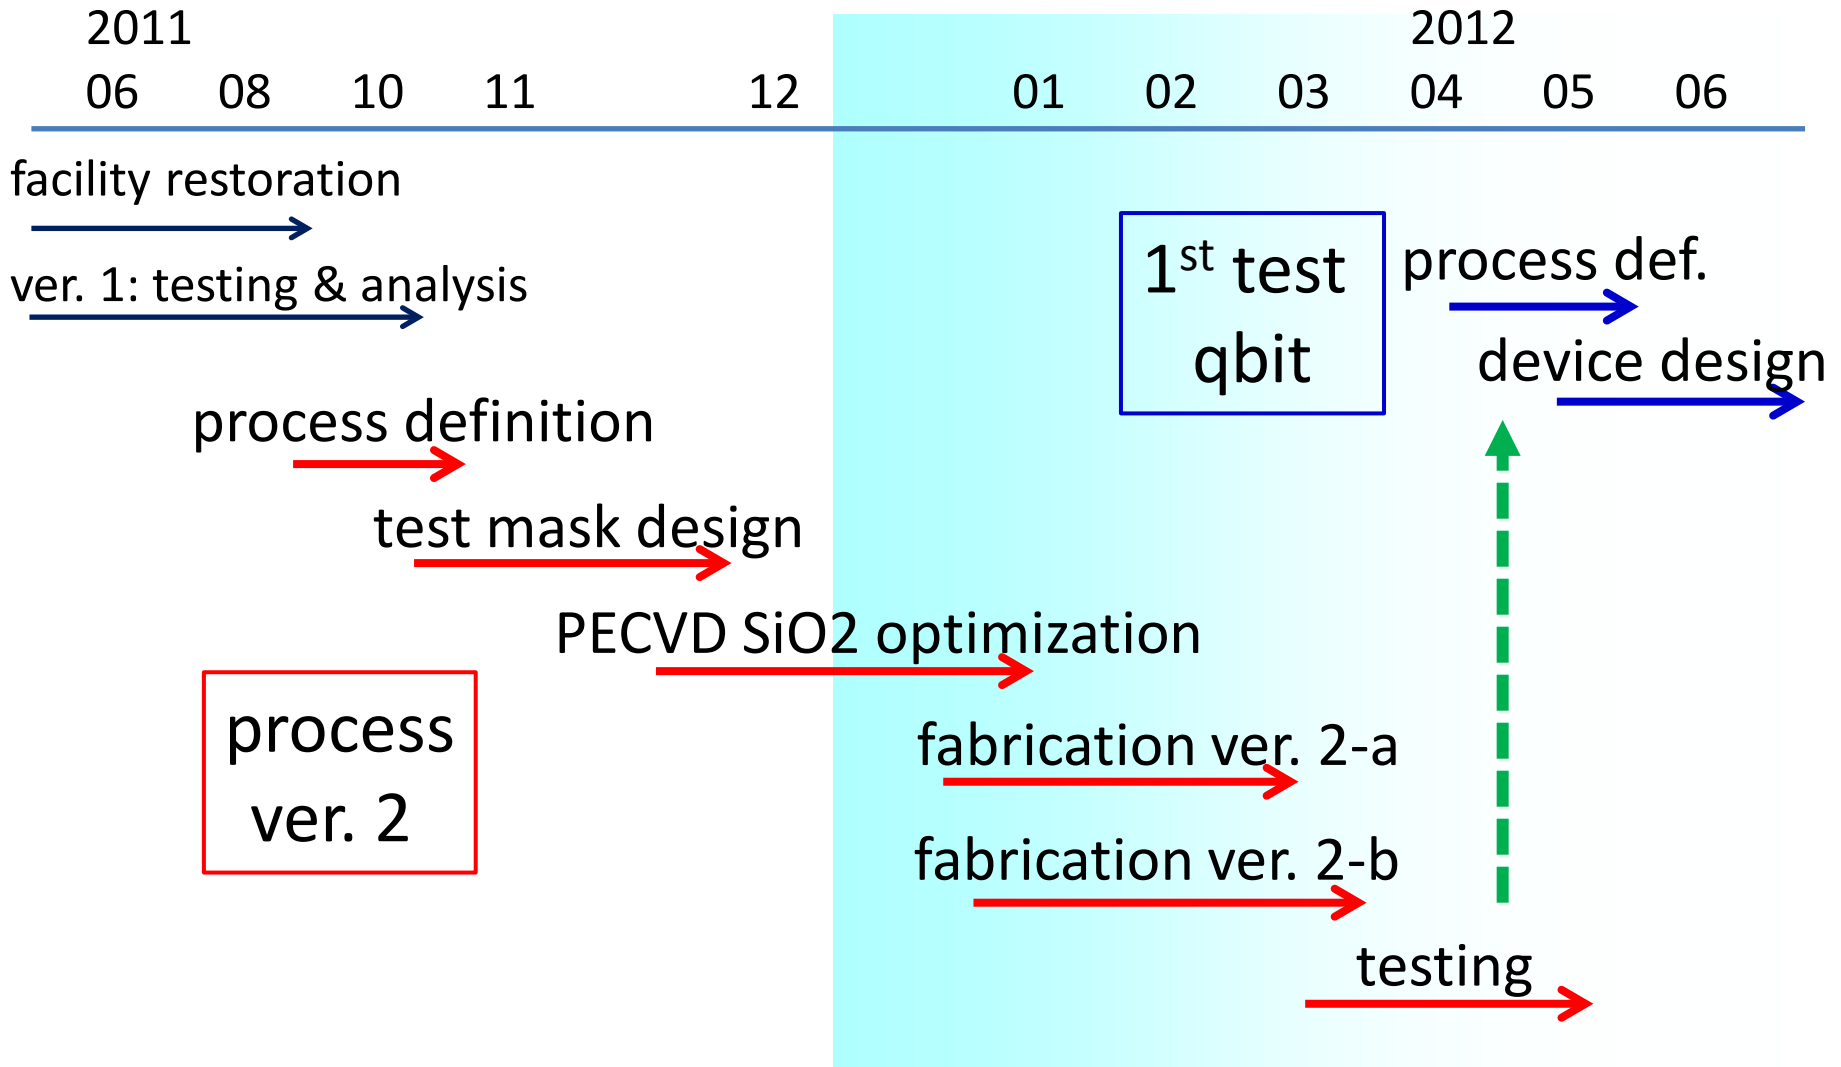 2011 2012
06 08 10 11 12 01 02 03 04 05 06
facility restoration
ver. 1: testing & analysis
1st test
qbit
process def.
device design
process definition
test mask design
PECVD SiO2 optimization
process
ver. 2
fabrication ver. 2-a
fabrication ver. 2-b
testing